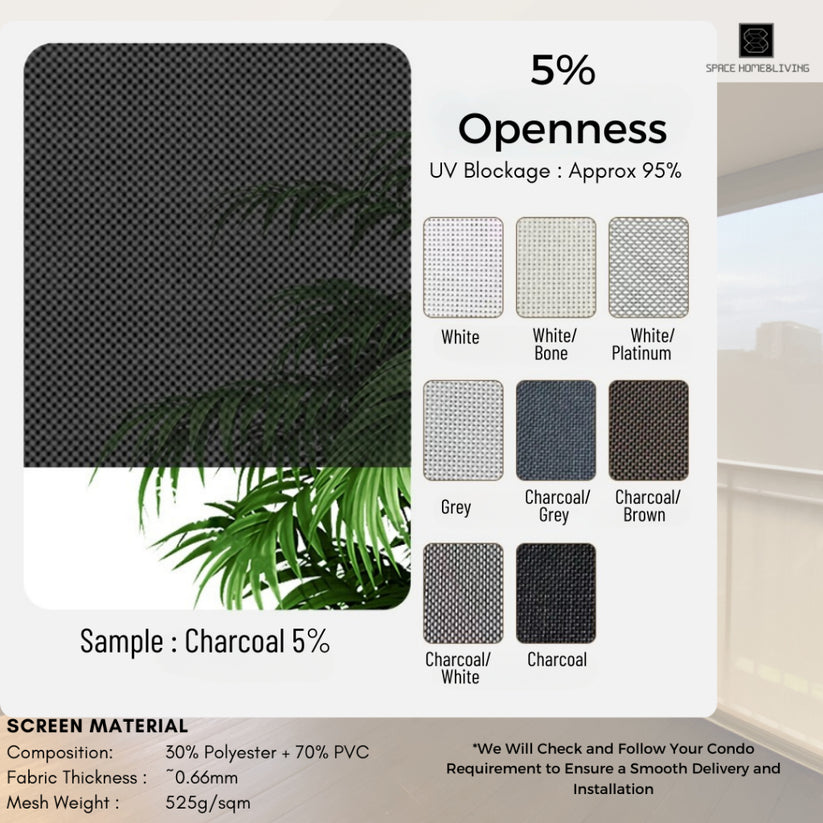 SPACE HOME&LIVING
5%
Openness
UV Blockage : Approx 95%
White
White/
Bone
White/
Platinum
Grey
Charcoal/
Grey
Charcoal/
Brown
Charcoal/
White
Charcoal
Sample : Charcoal 5%
SCREEN MATERIAL
Composition: 30% Polyester + 70% PVC
Fabric Thickness : ~0.66mm
Mesh Weight : 525g/sqm
*We Will Check and Follow Your Condo
Requirement to Ensure a Smooth Delivery and
Installation